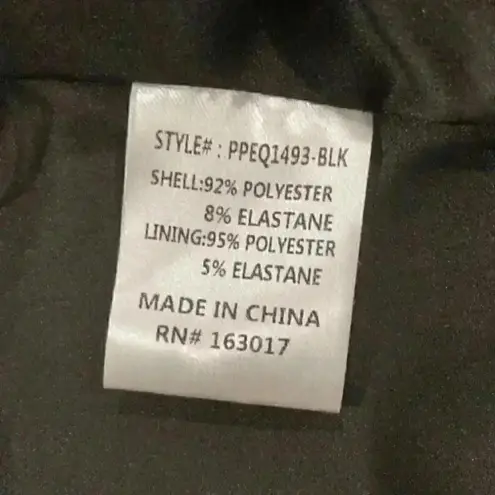 STYLE# : PPEQ1493-BLK
SHELL:92% POLYESTER
8% ELASTANE
LINING:95% POLYESTER
5% ELASTANE
MADE IN CHINA
RN# 163017